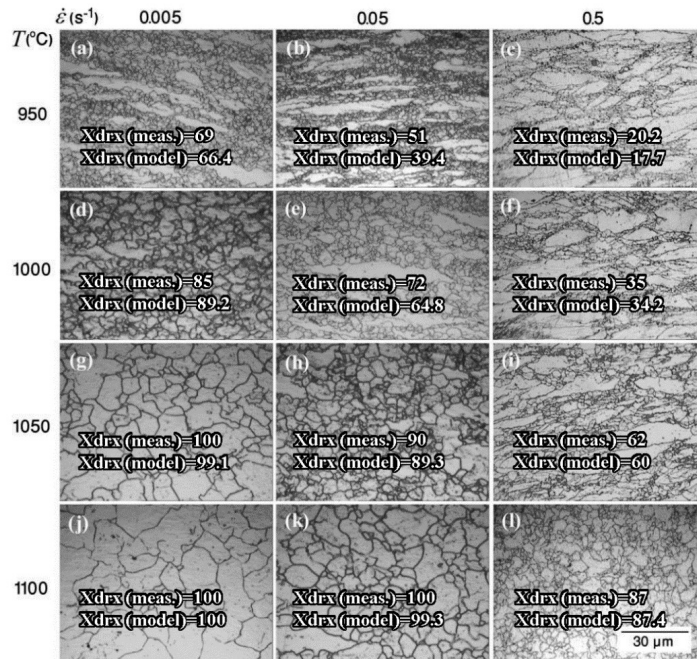 ε̇ (s⁻¹) 0.005 0.05 0.5
T(°C)
(a) (b) (c)
950
Xdrx (meas.)=69 Xdrx (meas.)=51 Xdrx (meas.)=20.2
Xdrx (model)=66.4 Xdrx (model)=39.4 Xdrx (model)=17.7
(d) (e) (f)
1000
Xdrx (meas.)=85 Xdrx (meas.)=72 Xdrx (meas.)=35
Xdrx (model)=89.2 Xdrx (model)=64.8 Xdrx (model)=34.2
(g) (h) (i)
1050
Xdrx (meas.)=100 Xdrx (meas.)=90 Xdrx (meas.)=62
Xdrx (model)=99.1 Xdrx (model)=89.3 Xdrx (model)=60
(j) (k) (l)
1100
Xdrx (meas.)=100 Xdrx (meas.)=100 Xdrx (meas.)=87
Xdrx (model)=100 Xdrx (model)=99.3 Xdrx (model)=87.4
30 µm